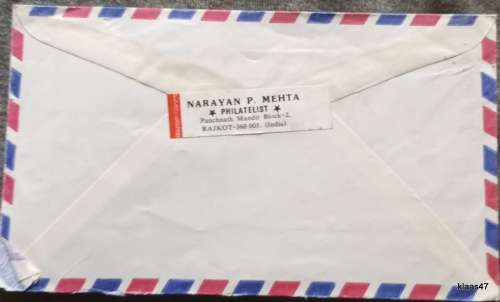 NARAYAN P. MEHTA
★ PHILATELIST ★
Panchnath Mandir Block-2,
RAJKOT-360 001. (India)
klaas47